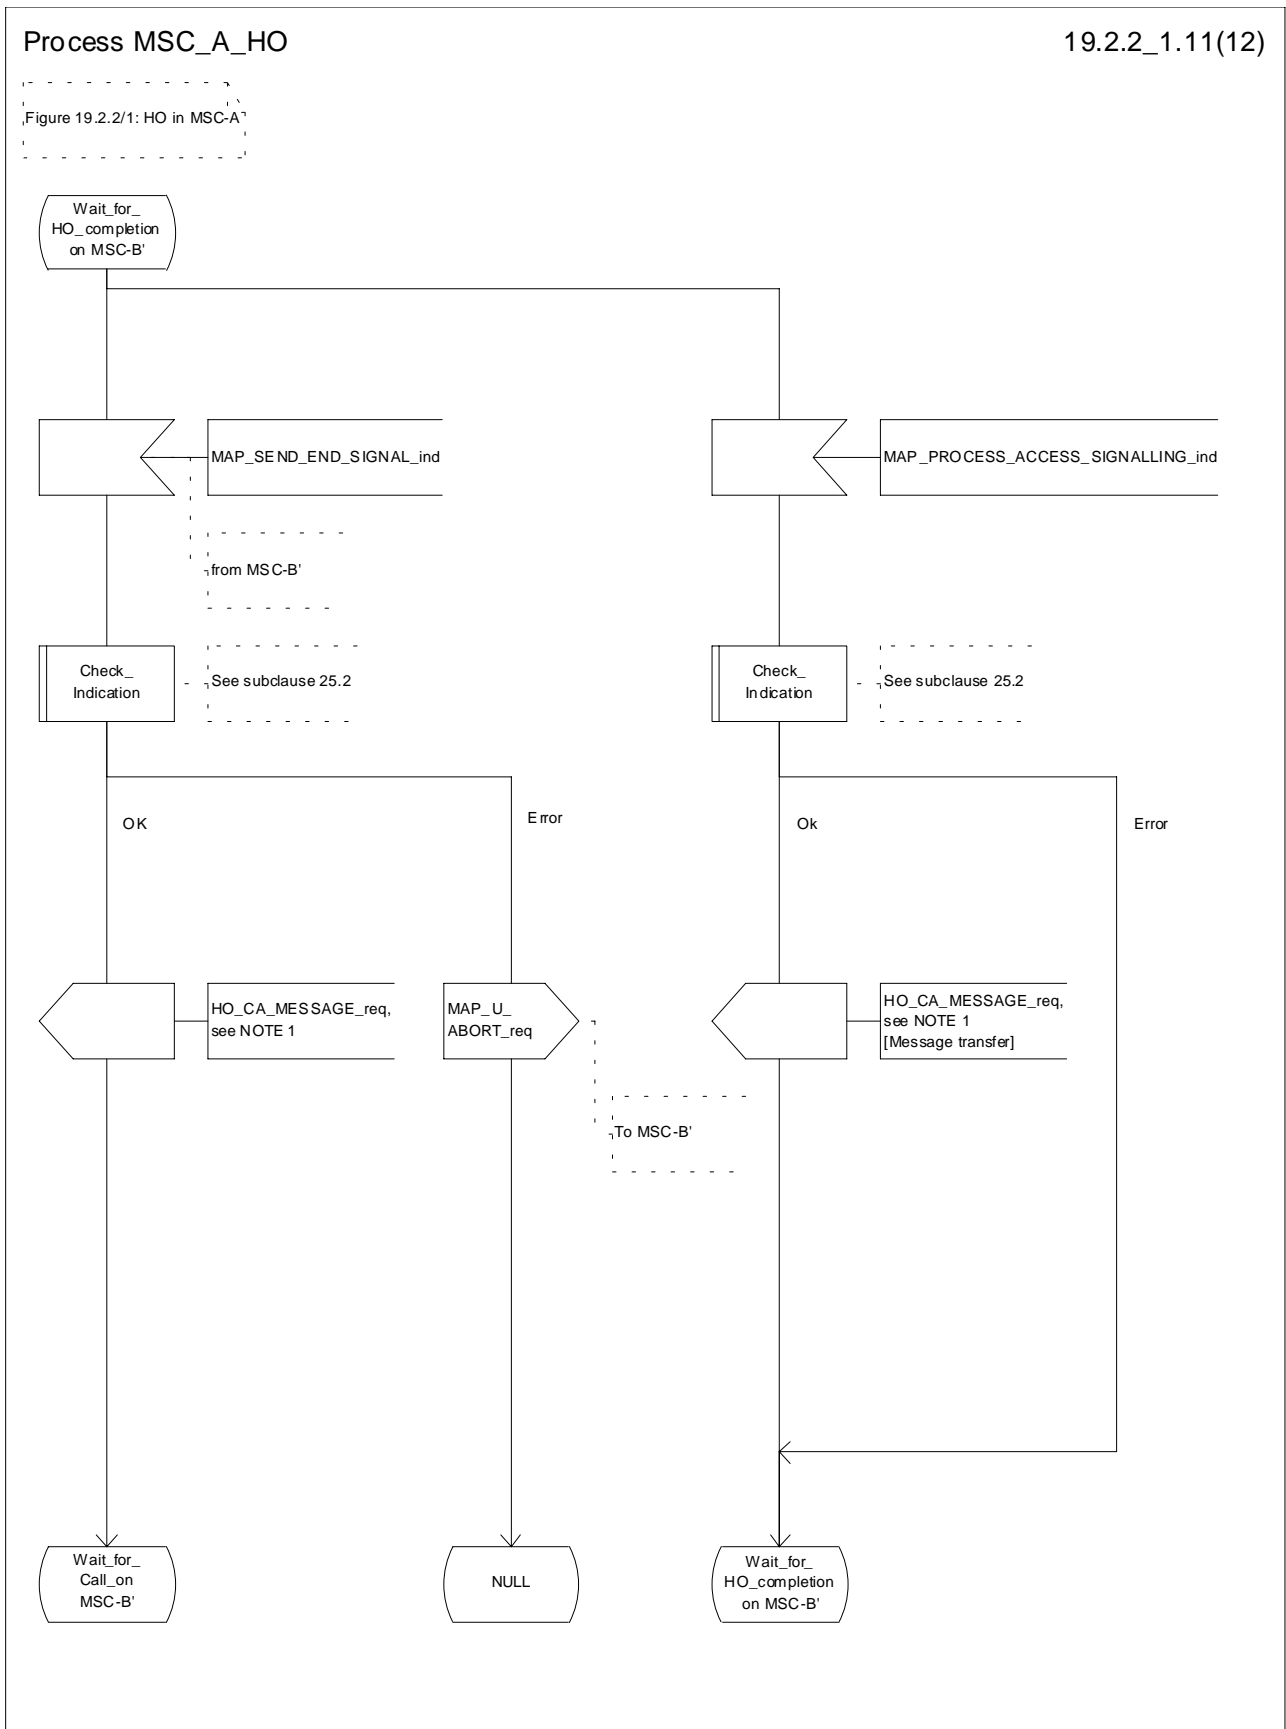 Process MSC_A_HO
19.2.2_1.11(12)
Figure 19.2.2/1: HO in MSC-A
Wait_for_
HO_completion
on MSC-B'
MAP_SEND_END_SIGNAL_ind
MAP_PROCESS_ACCESS_SIGNALLING_ind
from MSC-B'
Check_
Indication
See subclause 25.2
Check_
Indication
See subclause 25.2
OK
Error
Ok
Error
HO_CA_MESSAGE_req,
see NOTE 1
MAP_U_
ABORT_req
HO_CA_MESSAGE_req,
see NOTE 1
[Message transfer]
To MSC-B'
Wait_for_
Call_on
MSC-B'
NULL
Wait_for_
HO_completion
on MSC-B'